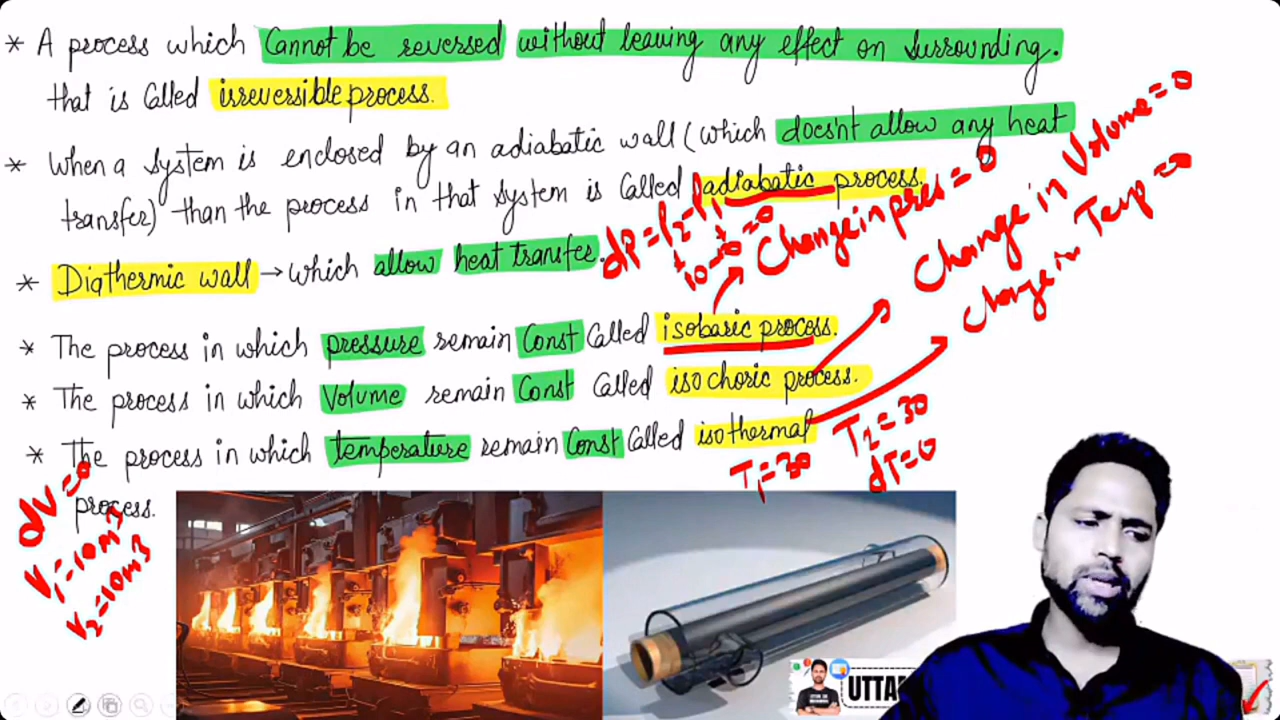 * A process which Cannot be reversed without leaving any effect on surrounding.
that is Called irreversible process.
* When a system is enclosed by an adiabatic wall (which does'nt allow any heat
transfer) than the process in that system is Called adiabatic process.
* Diathermic wall → which allow heat transfer.
* The process in which pressure remain Const Called isobaric process.
* The process in which Volume remain Const Called isochoric process.
* The process in which temperature remain Const Called isothermal
process.
dP = P2 - P1
10 - 10 = 0
Change in pres = 0
Change in Volume = 0
Change in Temp = 0
T1 = 30
T2 = 30
dT = 0
dV = 0
V1 = 10m3
V2 = 10m3
UTTA